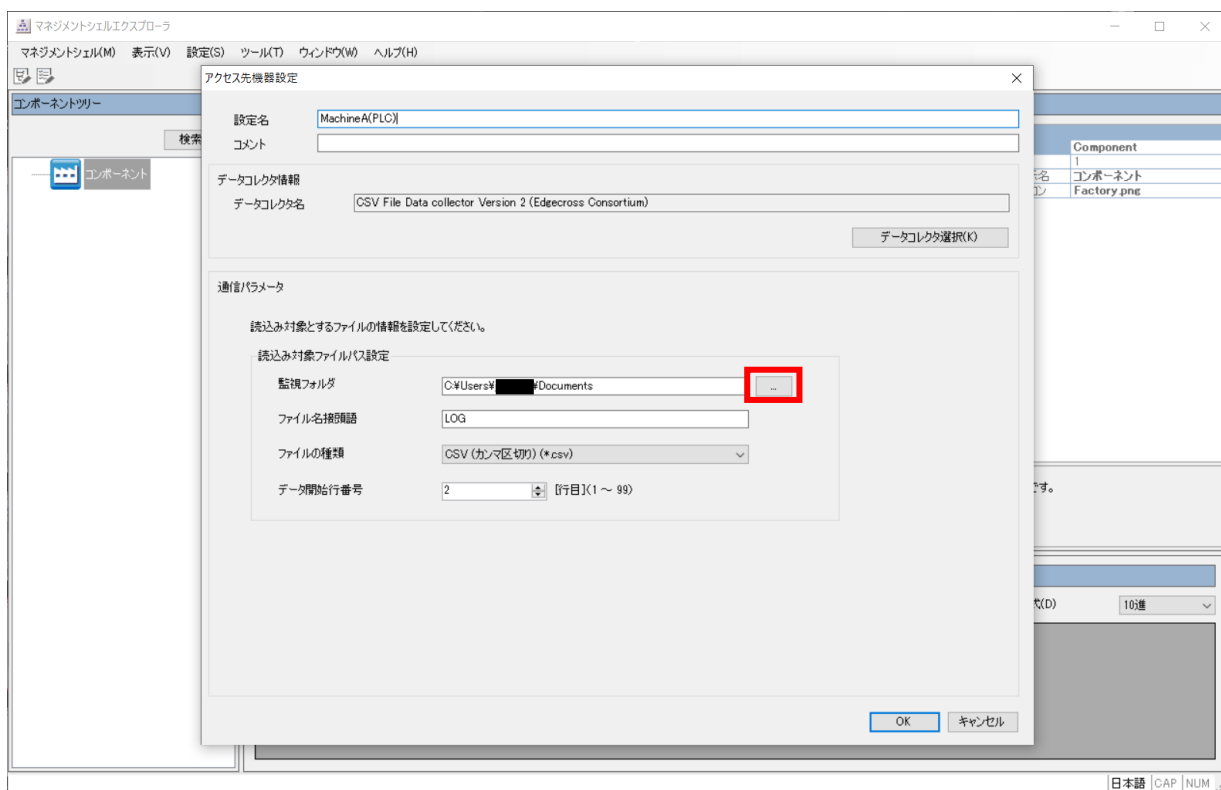 マネジメントシェルエクスプローラ
マネジメントシェル(M) 表示(V) 設定(S) ツール(T) ウィンドウ(W) ヘルプ(H)
コンポーネントツリー
検索
コンポーネント
アクセス先機器設定
設定名 MachineA(PLC)
コメント
データコレクタ情報
データコレクタ名 CSV File Data collector Version 2 (Edgecross Consortium)
データコレクタ選択(K)
通信パラメータ
読込み対象とするファイルの情報を設定してください。
読込み対象ファイルパス設定
監視フォルダ C:¥Users¥ ¥Documents ...
ファイル名接頭語 LOG
ファイルの種類 CSV (カンマ区切り) (*.csv)
データ開始行番号 2 [行目](1 ～ 99)
OK キャンセル
Component
1
名 コンポーネント
コン Factory.png
です。
式(D) 10進
日本語 CAP NUM